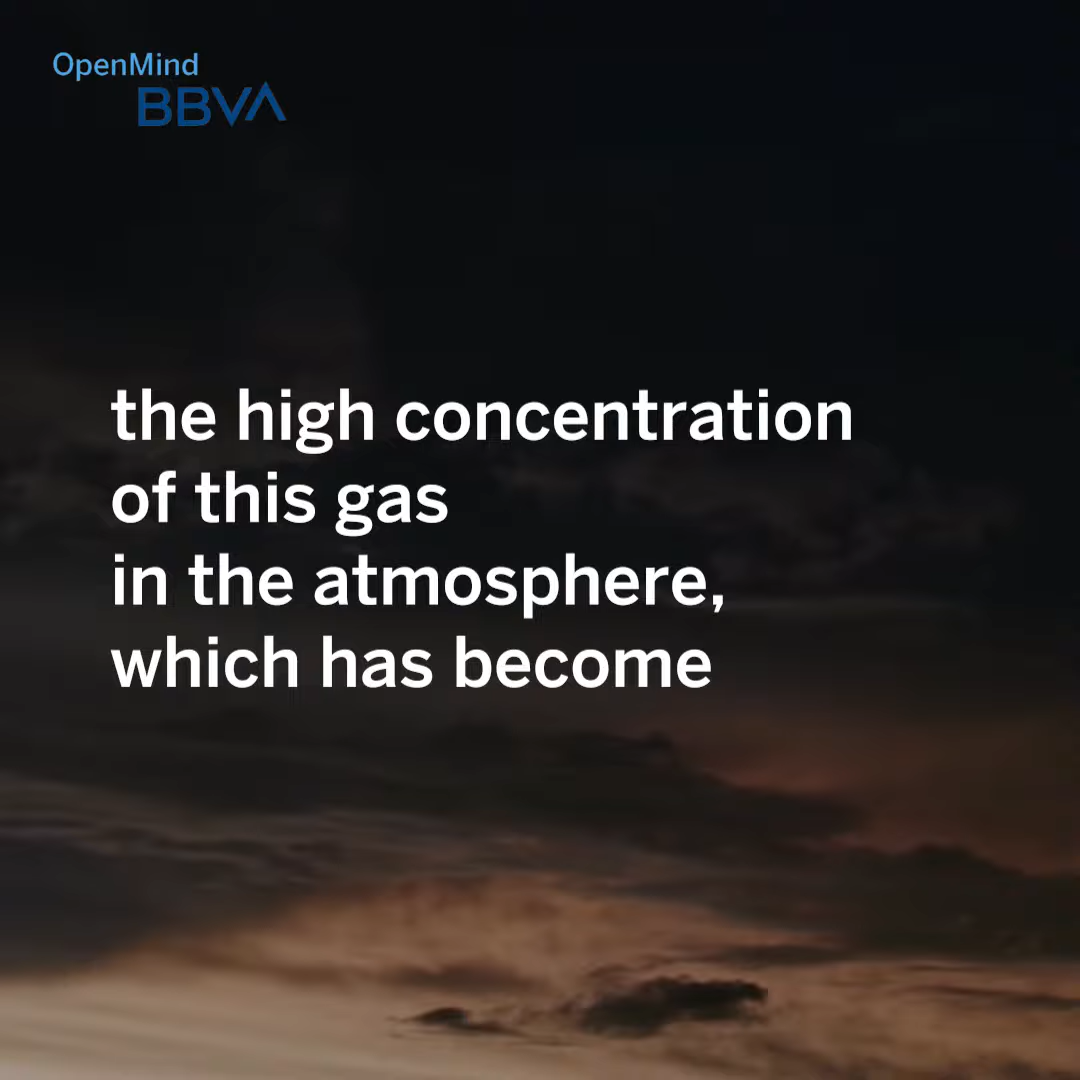 OpenMind
BBVA
the high concentration
of this gas
in the atmosphere,
which has become